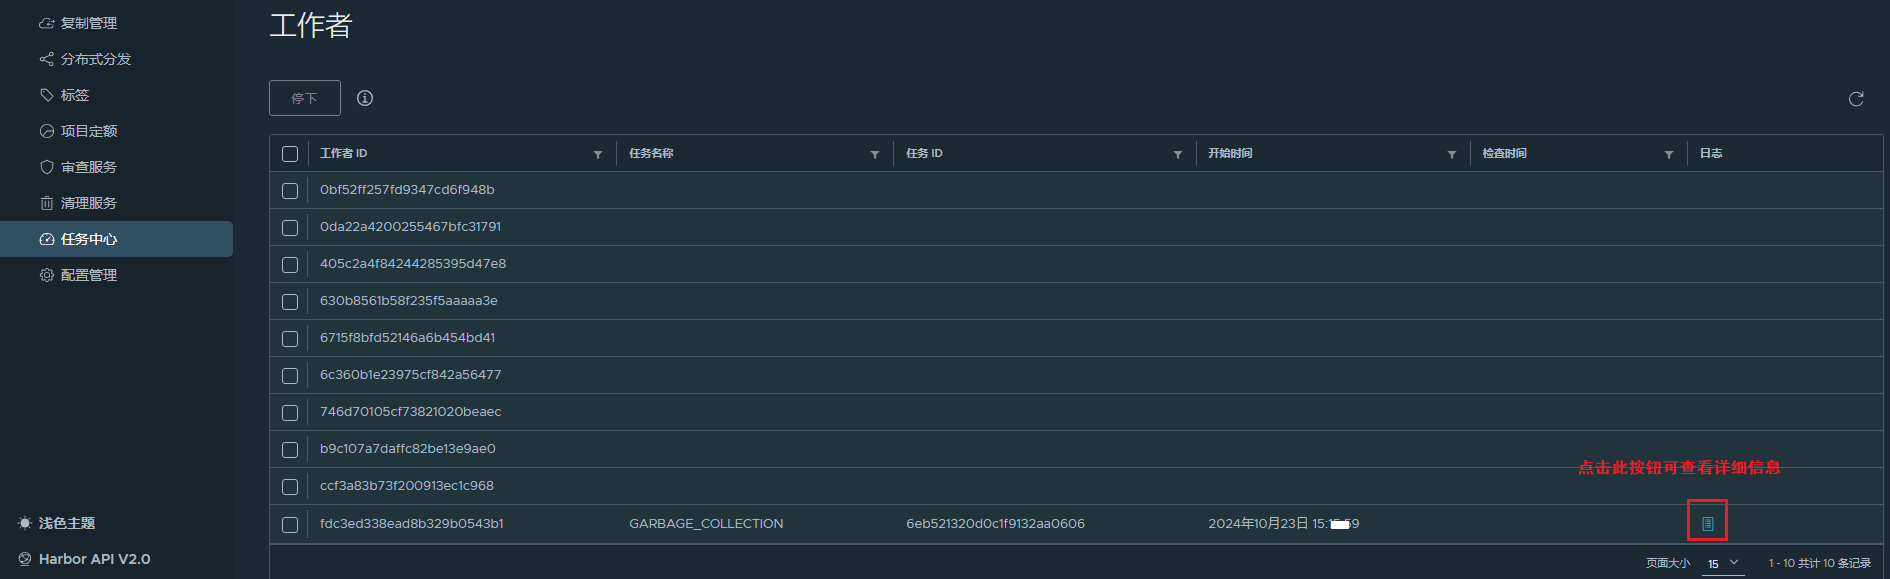 复制管理
分布式分发
标签
项目定额
审查服务
清理服务
任务中心
配置管理
浅色主题
Harbor API V2.0
工作者
停下
工作者 ID 任务名称 任务 ID 开始时间 检查时间 日志
0bf52ff257fd9347cd6f948b
0da22a4200255467bfc31791
405c2a4f84244285395d47e8
630b8561b58f235f5aaaaa3e
6715f8bfd52146a6b454bd41
6c360b1e23975cf842a56477
746d70105cf73821020beaec
b9c107a7daffc82be13e9ae0
ccf3a83b73f200913ec1c968
点击此按钮可查看详细信息
fdc3ed338ead8b329b0543b1 GARBAGE_COLLECTION 6eb521320d0c1f9132aa0606 2024年10月23日
页面大小 15 1 - 10 共计 10 条记录